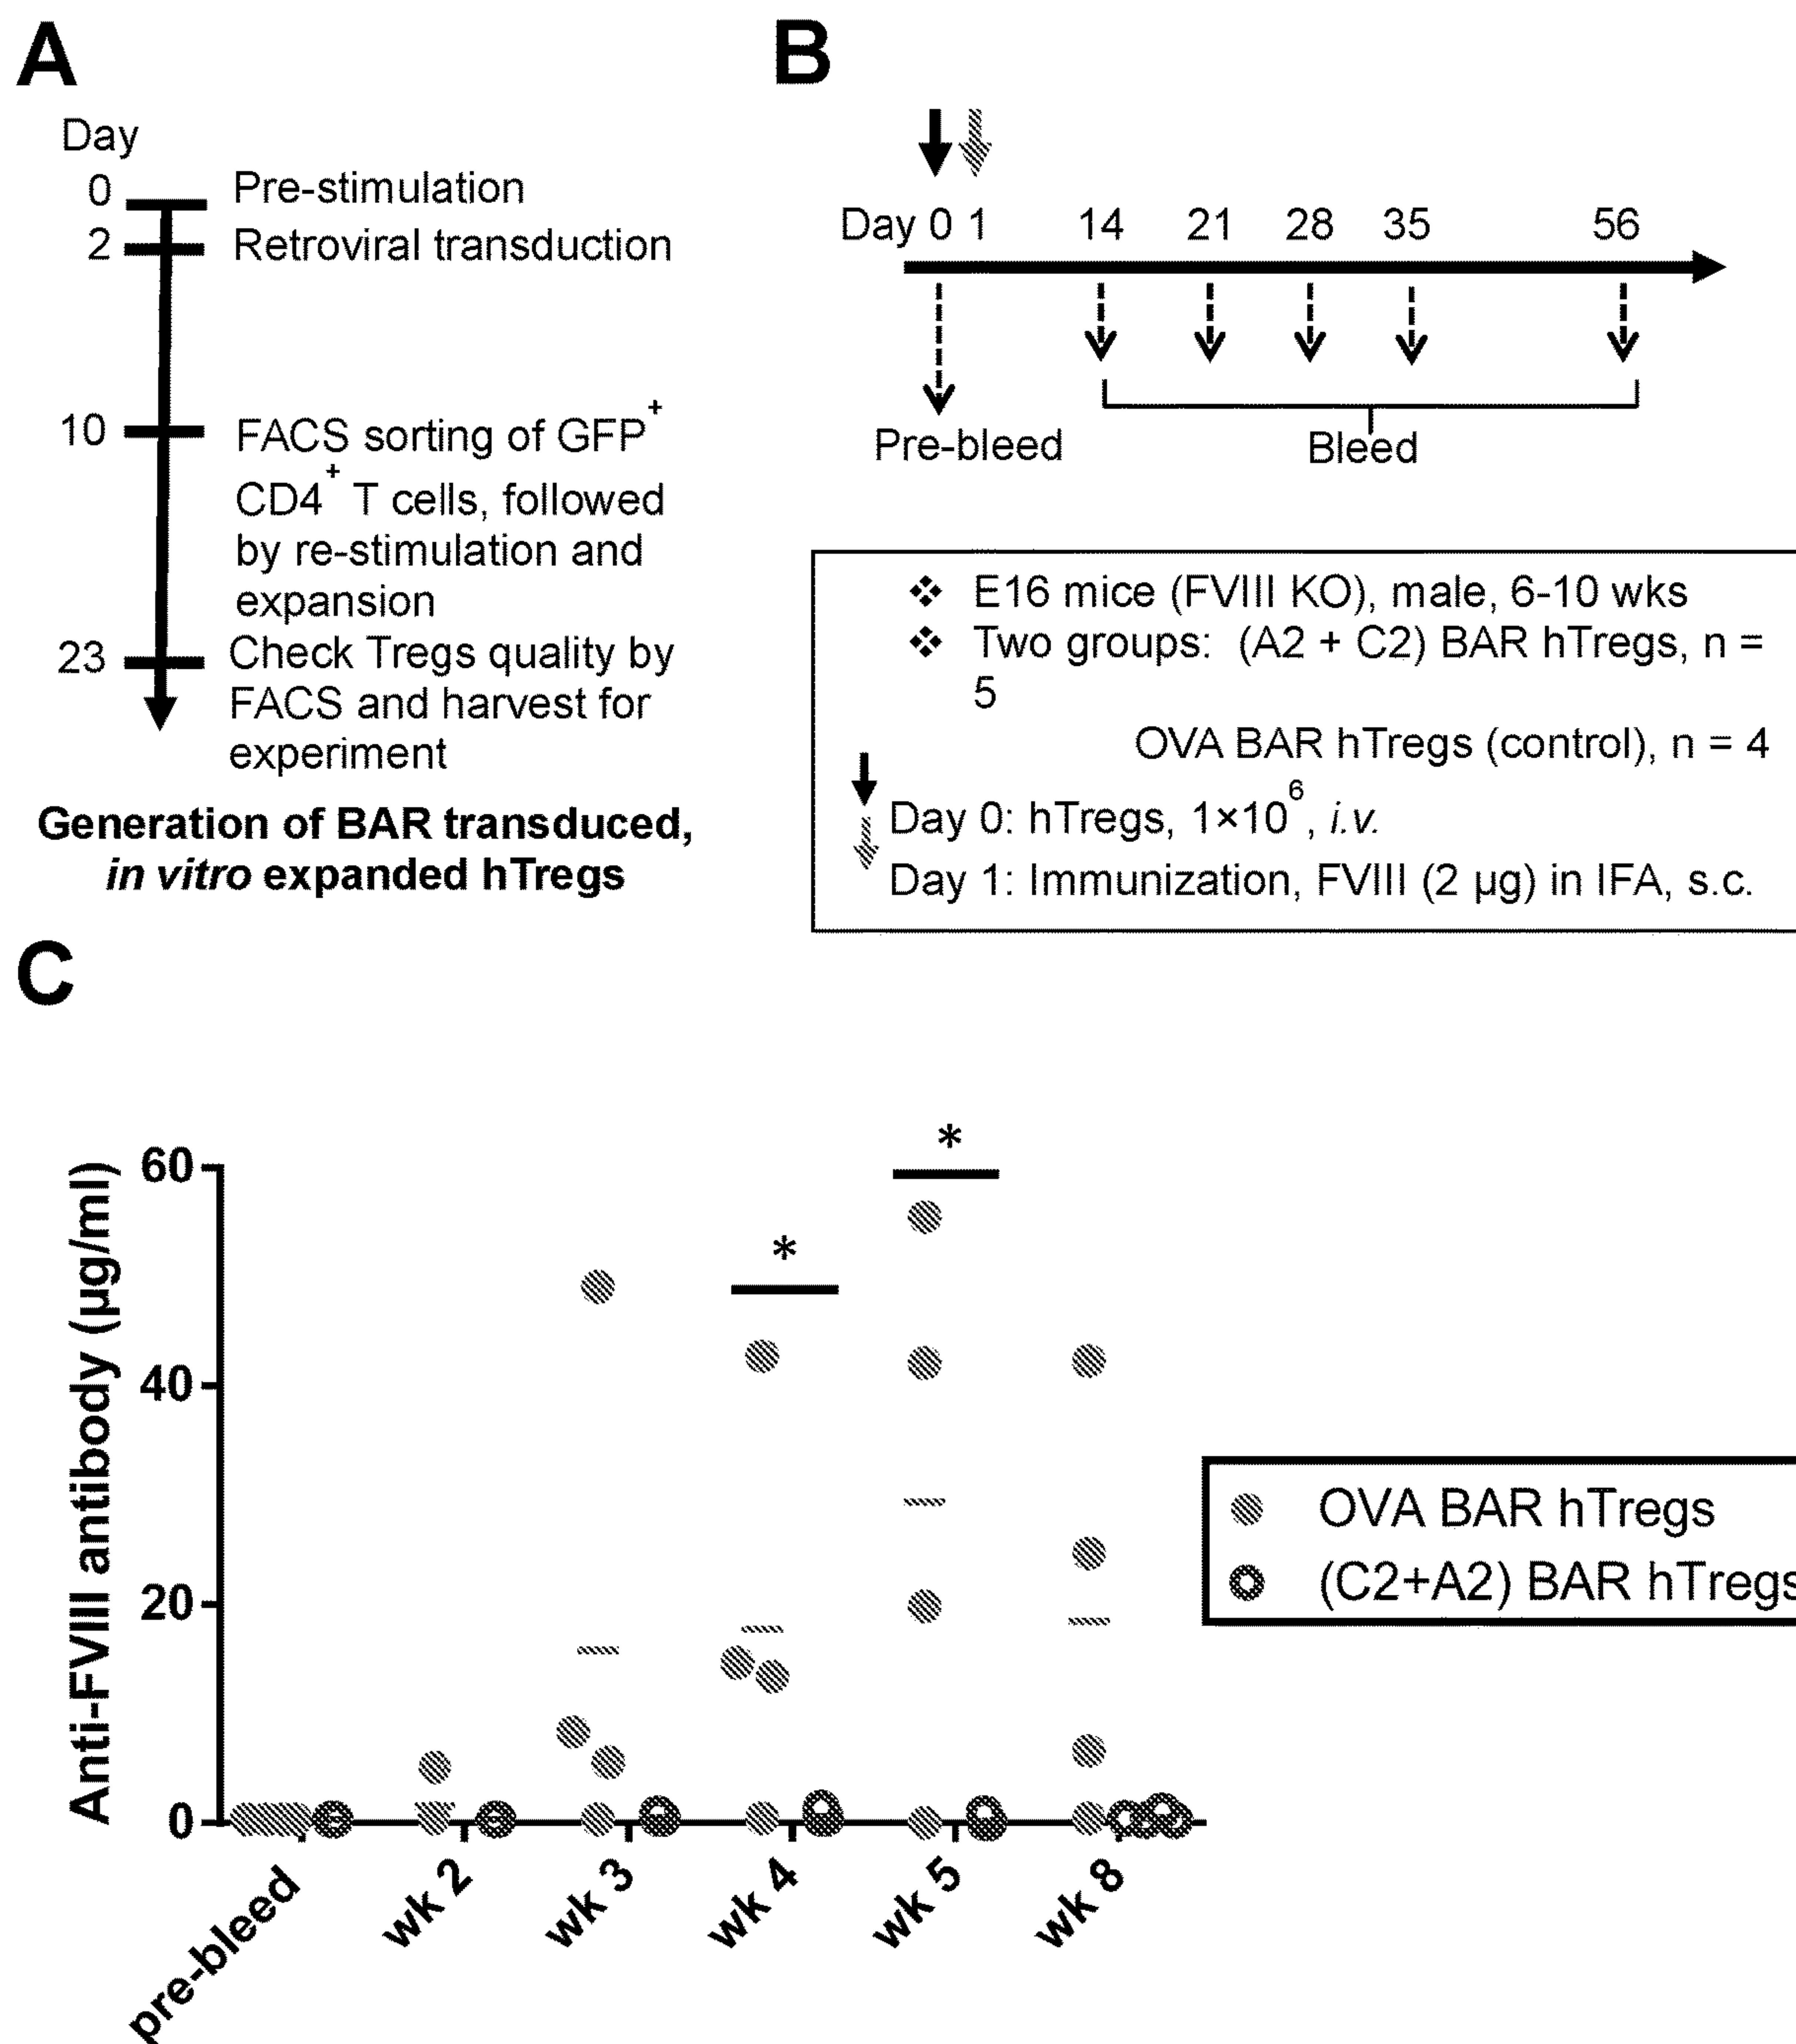 A
Day
0 Pre-stimulation
2 Retroviral transduction
10 FACS sorting of GFP+
CD4+ T cells, followed
by re-stimulation and
expansion
23 Check Tregs quality by
FACS and harvest for
experiment
Generation of BAR transduced,
in vitro expanded hTregs
B
Day 0 1 14 21 28 35 56
Pre-bleed
Bleed
❖ E16 mice (FVIII KO), male, 6-10 wks
❖ Two groups: (A2 + C2) BAR hTregs, n =
5
OVA BAR hTregs (control), n = 4
Day 0: hTregs, 1×10⁶, i.v.
Day 1: Immunization, FVIII (2 µg) in IFA, s.c.
C
Anti-FVIII antibody (µg/ml)
60
40
20
0
*
*
pre-bleed
wk 2
wk 3
wk 4
wk 5
wk 8
OVA BAR hTregs
(C2+A2) BAR hTregs